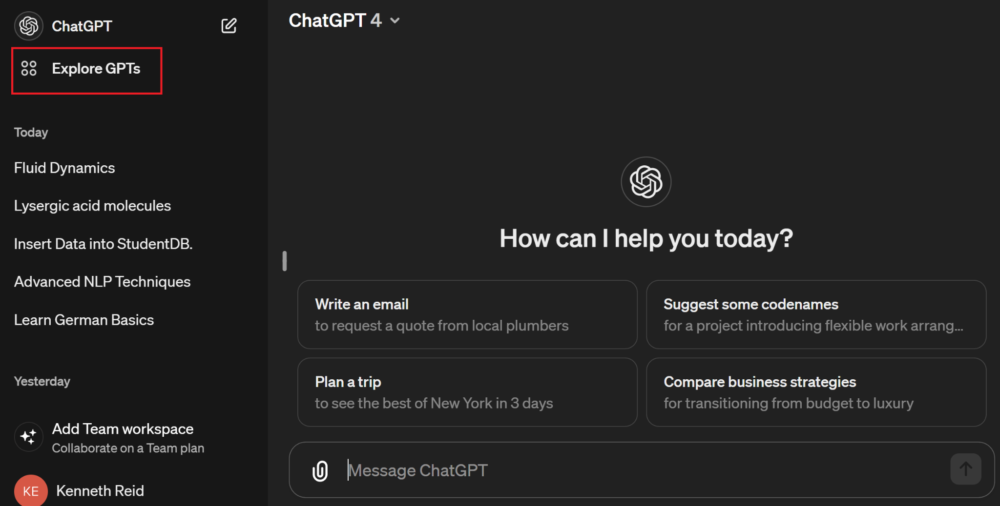 ChatGPT
Explore GPTs
Today
Fluid Dynamics
Lysergic acid molecules
Insert Data into StudentDB.
Advanced NLP Techniques
Learn German Basics
Yesterday
Add Team workspace
Collaborate on a Team plan
KE
Kenneth Reid
ChatGPT 4
How can I help you today?
Write an email
to request a quote from local plumbers
Suggest some codenames
for a project introducing flexible work arrang...
Plan a trip
to see the best of New York in 3 days
Compare business strategies
for transitioning from budget to luxury
Message ChatGPT